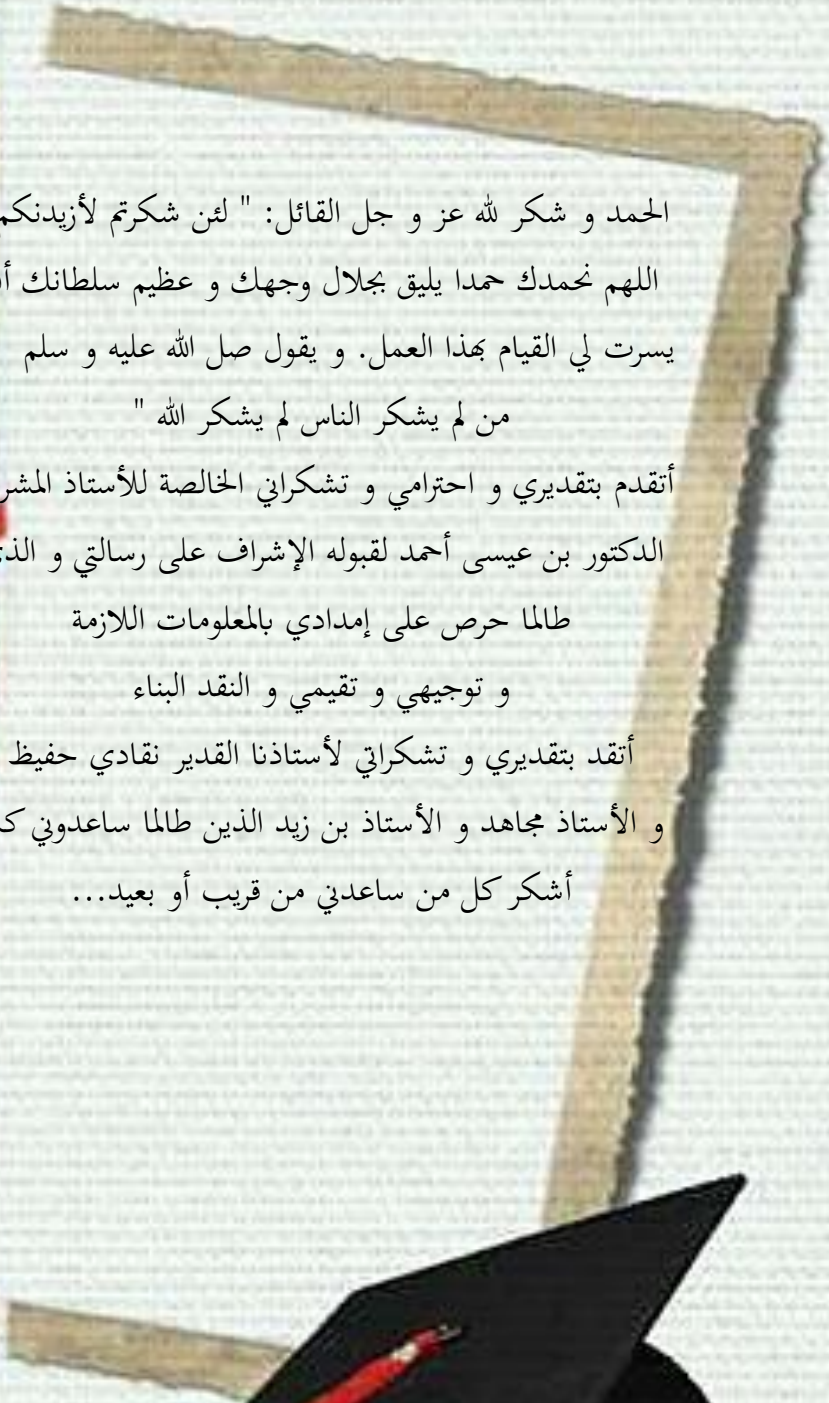 الحمد و شكر لله عز و جل القائل: " لئن شكرتم لأزيدنكم
اللهم نحمدك حمدا يليق بجلال وجهك و عظيم سلطانك
يسرت لي القيام بهذا العمل. و يقول صل الله عليه و سلم
من لم يشكر الناس لم يشكر الله "
أتقدم بتقديري و احترامي و تشكراني الخالصة للأستاذ
الدكتور بن عيسى أحمد لقبوله الإشراف على رسالتي و
طالما حرص على إمدادي بالمعلومات اللازمة
و توجيهي و تقيمي و النقد البناء
أتقد بتقديري و تشكراتي لأستاذنا القدير نقادي حفيظ
و الأستاذ مجاهد و الأستاذ بن زيد الذين طالما ساعدوني
أشكر كل من ساعدني من قريب أو بعيد...